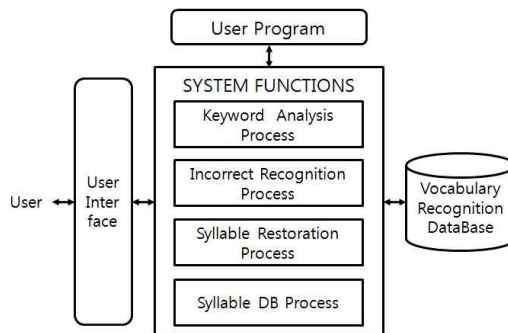 User Program
SYSTEM FUNCTIONS
Keyword Analysis
Process
Incorrect Recognition
Process
Syllable Restoration
Process
Syllable DB Process
User
User
Inter
face
Vocabulary
Recognition
DataBase